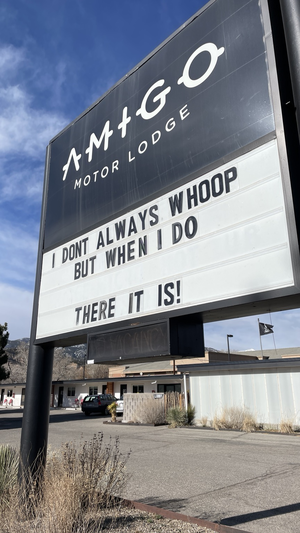 AMIGO
MOTOR LODGE
I DONT ALWAYS WHOOP
BUT WHEN I DO
THERE IT IS!